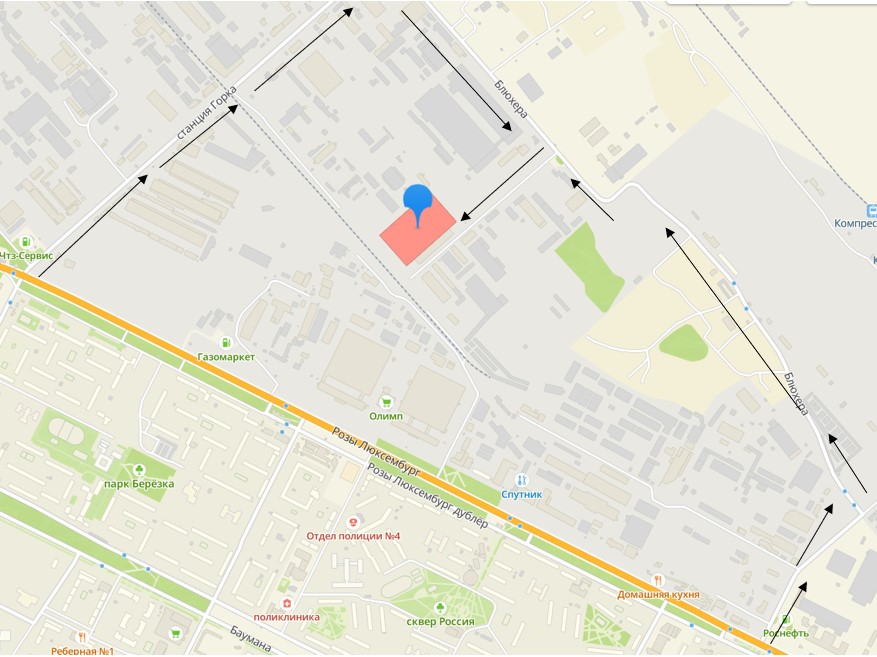 Блюхера
станция Горка
Компрес
К
Чтз-Сервис
Газомаркет
Блюхера
Олимп
Розы Люксембург
Розы Люксембург дублёр
парк Берёзка
Спутник
Отдел полиции №4
Домашняя кухня
поликлиника
сквер Россия
Роснефть
Баумана
Реберная №1